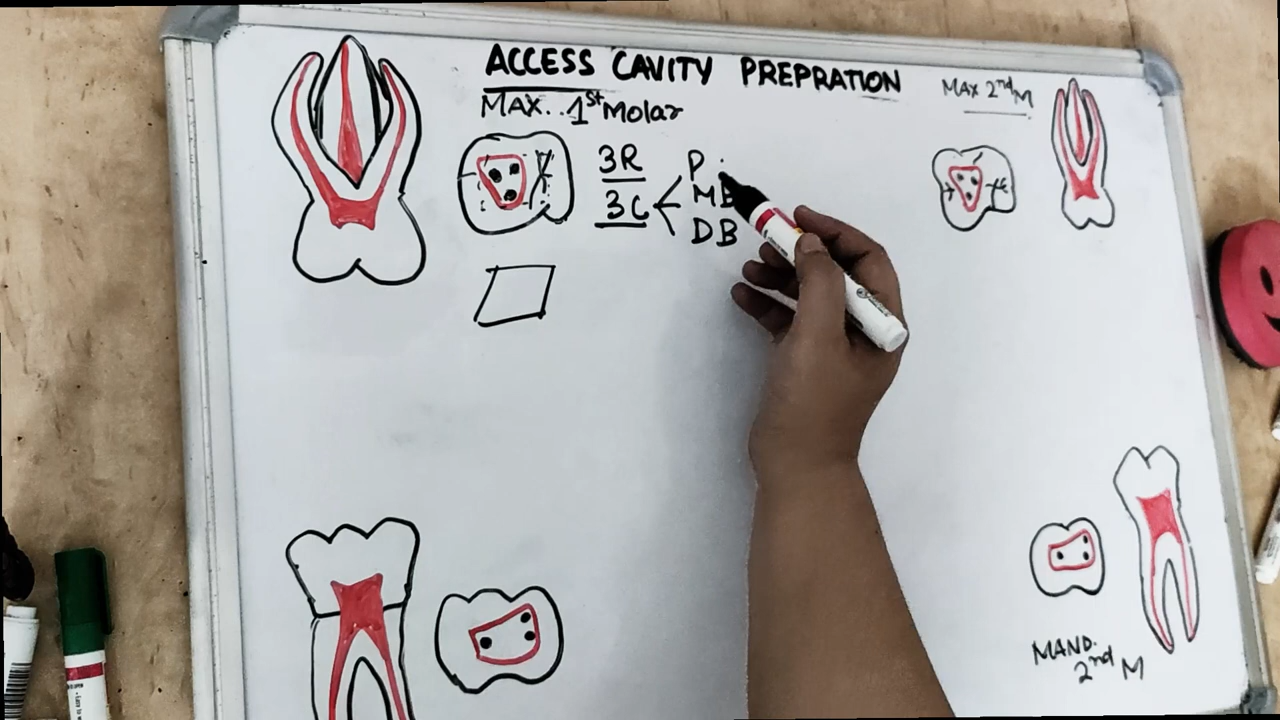 ACCESS CAVITY PREPRATION
MAX.. 1st Molar
MAX 2nd M
3R
3C
P
MB
DB
MAND.
2nd M